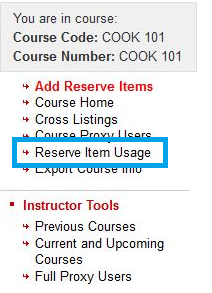 You are in course:
Course Code: COOK 101
Course Number: COOK 101
Add Reserve Items
Course Home
Cross Listings
Course Proxy Users
Reserve Item Usage
Export Course Info
Instructor Tools
Previous Courses
Current and Upcoming
Courses
Full Proxy Users